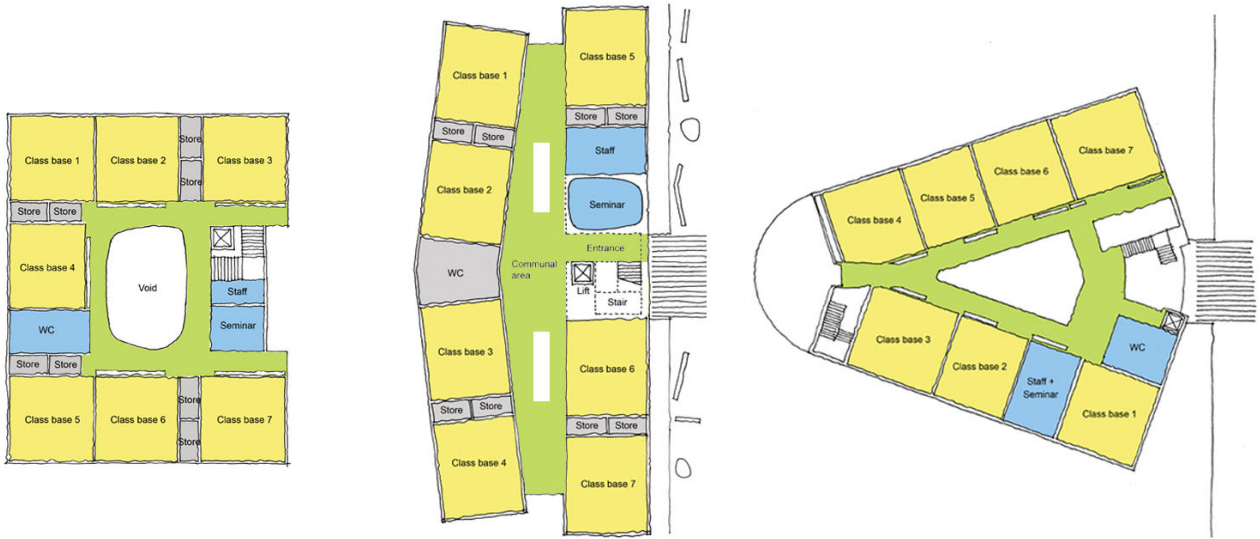 Class base 1
Class base 2
Store
Store
Class base 3
Store
Store
Class base 4
Void
Staff
WC
Seminar
Store
Store
Class base 5
Class base 6
Store
Store
Class base 7
Class base 1
Class base 5
Store
Store
Store
Store
Staff
Class base 2
Seminar
Entrance
WC
Communal
area
Lift
Stair
Class base 3
Class base 6
Store
Store
Store
Store
Class base 4
Class base 7
Class base 7
Class base 6
Class base 5
Class base 4
Class base 3
Class base 2
Staff +
Seminar
WC
Class base 1